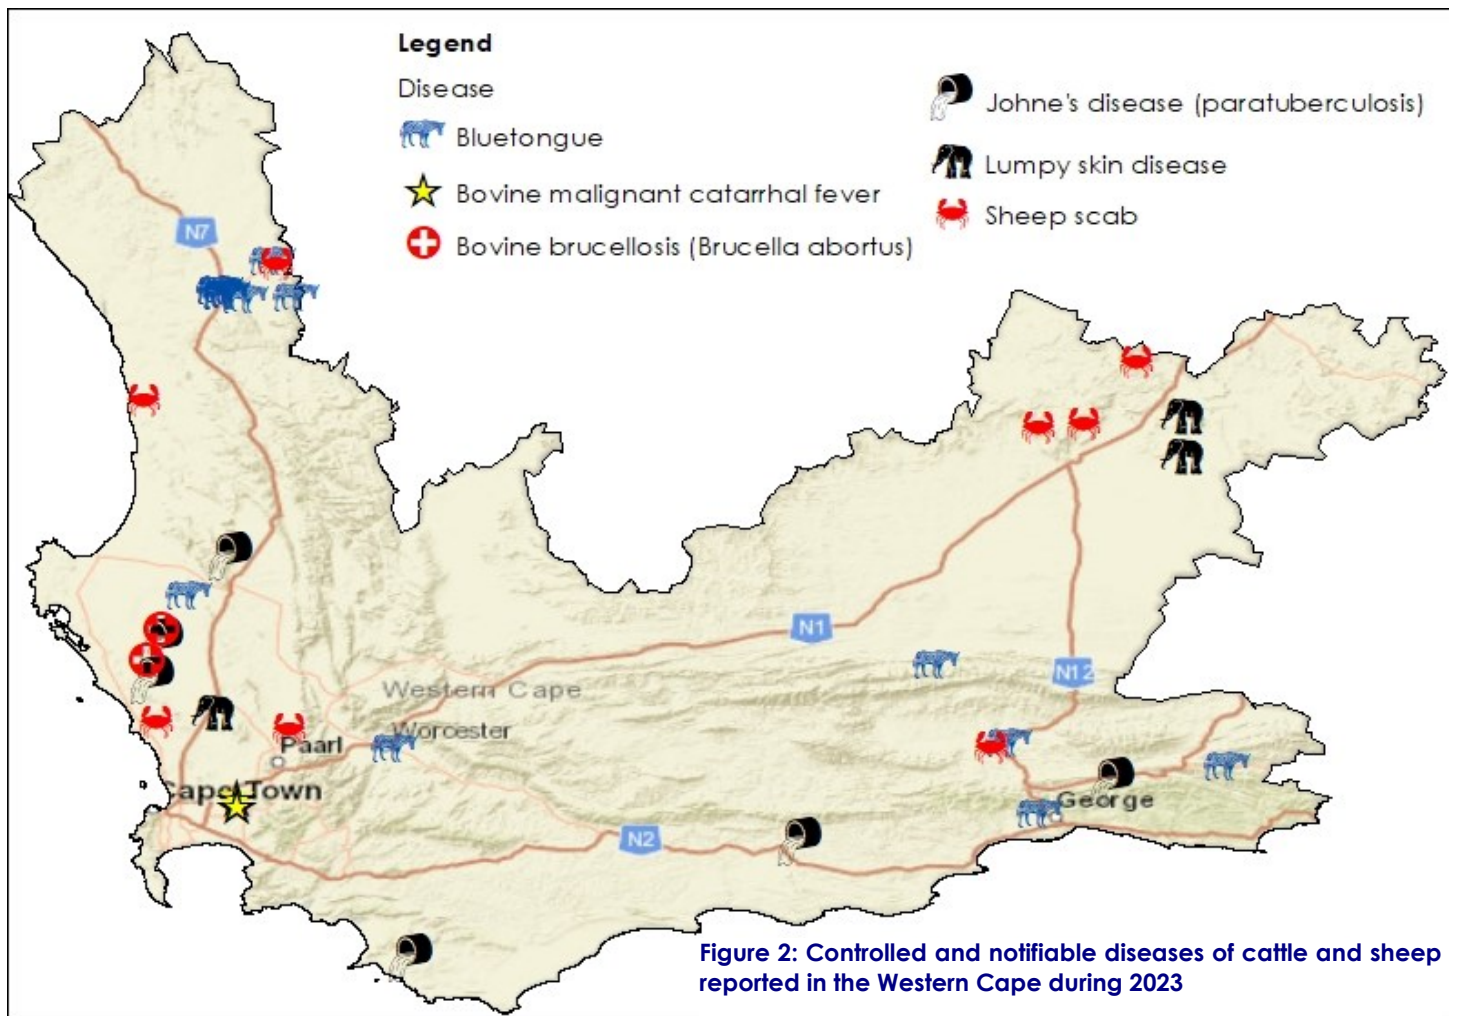 Legend
Disease
Bluetongue
Bovine malignant catarrhal fever
Bovine brucellosis (Brucella abortus)
Johne's disease (paratuberculosis)
Lumpy skin disease
Sheep scab
N7
N1
N12
Western Cape
Worcester
Paarl
Cape Town
George
N2
Figure 2: Controlled and notifiable diseases of cattle and sheep
reported in the Western Cape during 2023